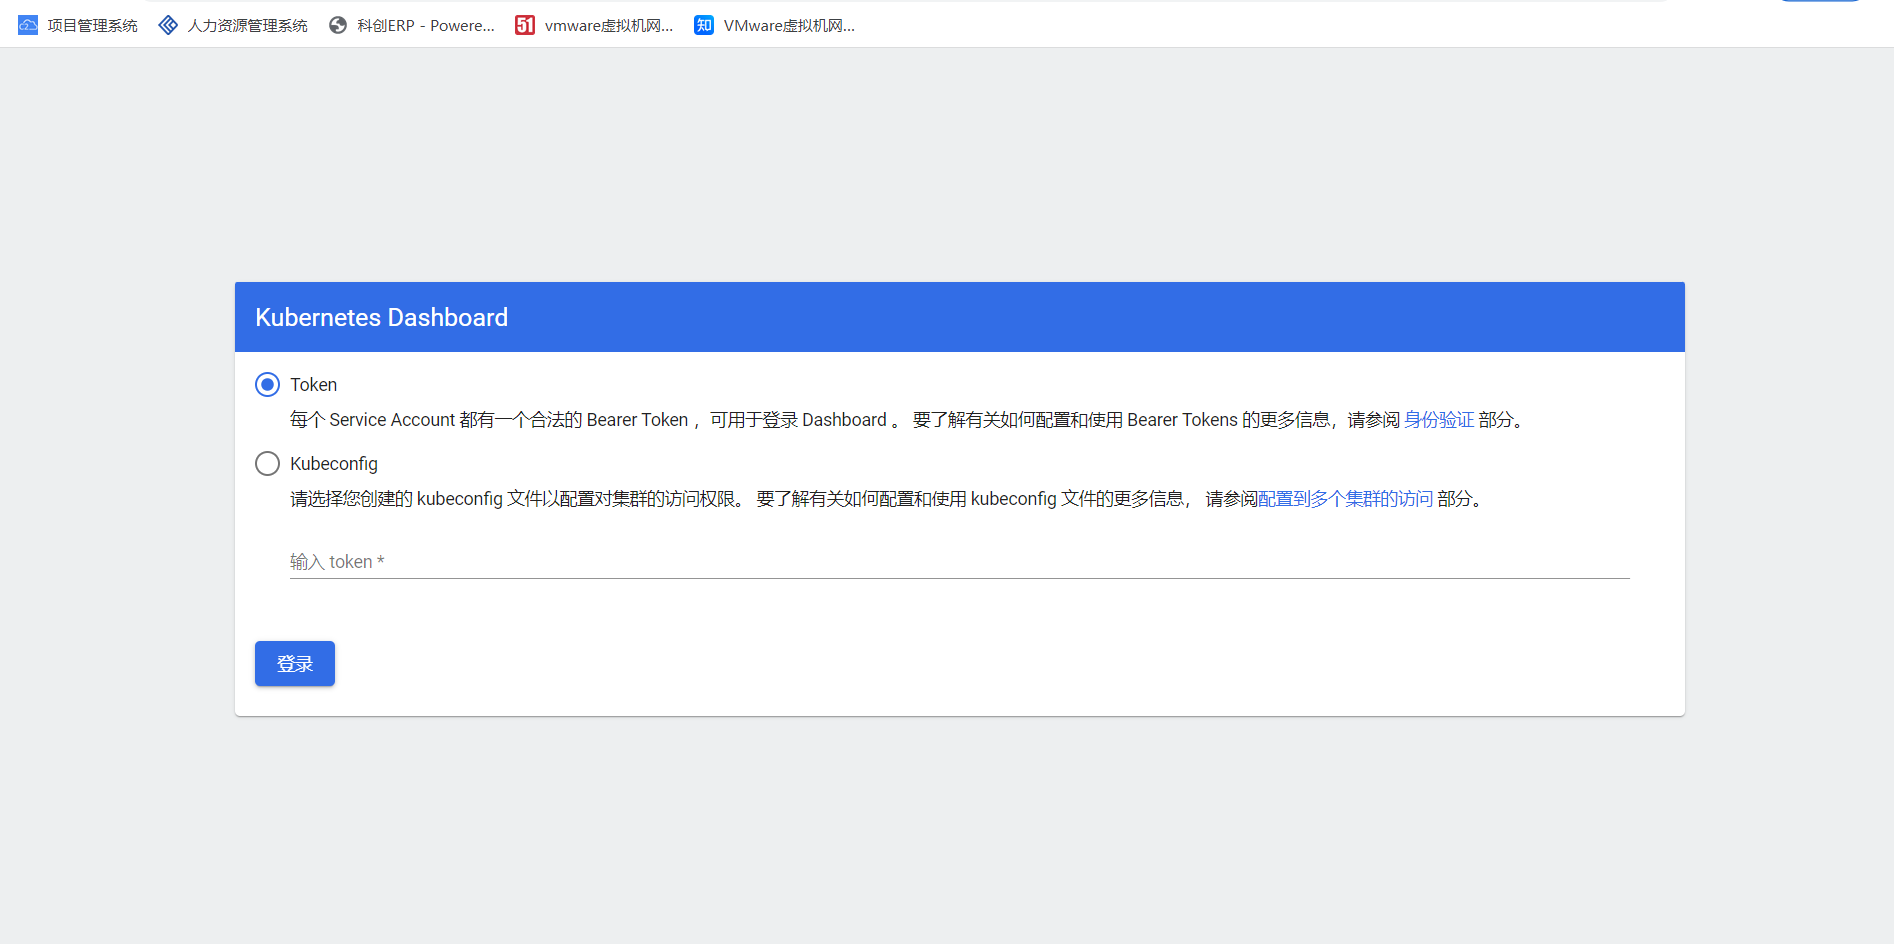 项目管理系统 人力资源管理系统 科创ERP - Powere... 51 vmware虚拟机网... 知 VMware虚拟机网...
Kubernetes Dashboard
Token
每个 Service Account 都有一个合法的 Bearer Token ，可用于登录 Dashboard 。 要了解有关如何配置和使用 Bearer Tokens 的更多信息，请参阅 身份验证 部分。
Kubeconfig
请选择您创建的 kubeconfig 文件以配置对集群的访问权限。 要了解有关如何配置和使用 kubeconfig 文件的更多信息， 请参阅配置到多个集群的访问 部分。
输入 token *
登录